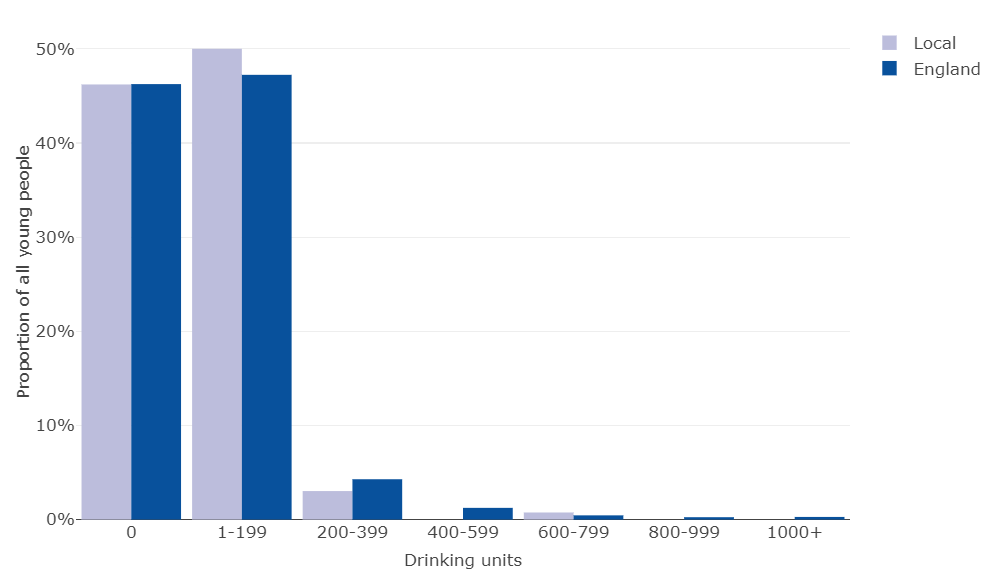 Local
England
Proportion of all young people
50%
40%
30%
20%
10%
0%
0 1-199 200-399 400-599 600-799 800-999 1000+
Drinking units